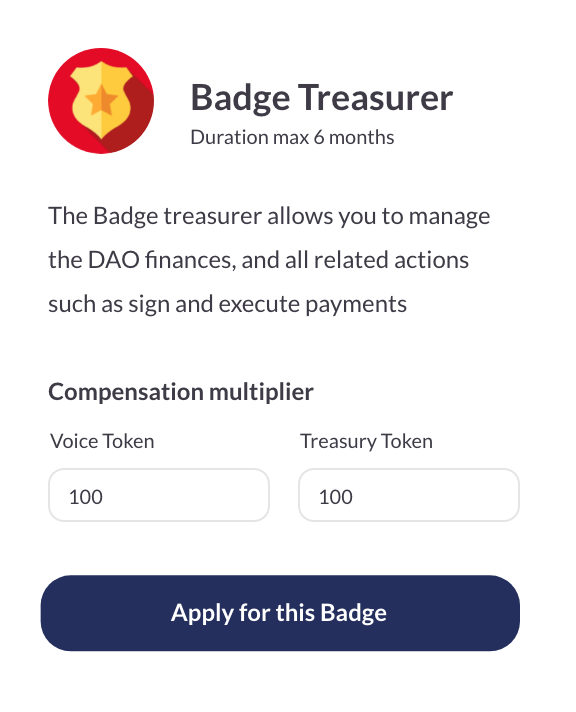 Badge Treasurer
Duration max 6 months
The Badge treasurer allows you to manage
the DAO finances, and all related actions
such as sign and execute payments
Compensation multiplier
Voice Token
Treasury Token
100
100
Apply for this Badge